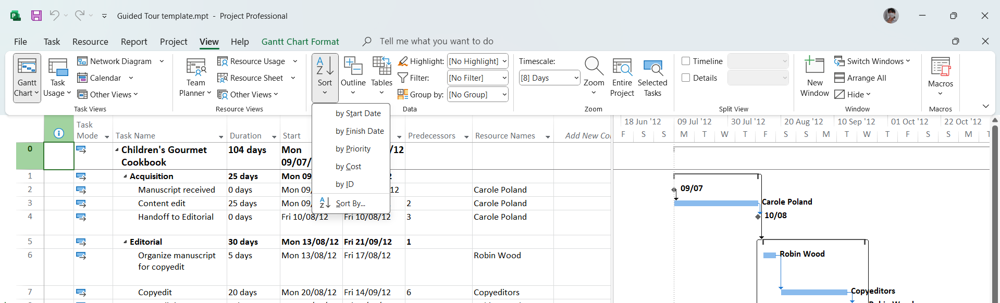 Guided Tour template.mpt - Project Professional
File Task Resource Report Project View Help Gantt Chart Format Tell me what you want to do
Gantt Chart
Task Usage
Network Diagram
Calendar
Other Views
Task Views
Team Planner
Resource Usage
Resource Sheet
Other Views
Resource Views
Sort
Outline
Tables
Highlight: [No Highlight]
Filter: [No Filter]
Group by: [No Group]
Data
Timescale:
[8] Days
Zoom
Entire Project
Selected Tasks
Zoom
Timeline
Details
Split View
New Window
Switch Windows
Arrange All
Hide
Window
Macros
Macros
by Start Date
by Finish Date
by Priority
by Cost
by ID
Sort By...
Task Mode Task Name Duration Start Predecessors Resource Names Add New Co
18 Jun '12 09 Jul '12 30 Jul '12 20 Aug '12 10 Sep '12 01 Oct '12 22 Oct '12
F S S M T W T F S S M T W T F S S M T
0 Children's Gourmet Cookbook 104 days Mon 09/07/ /12
1 Acquisition 25 days Mon 09
2 Manuscript received 0 days Mon 09/ 12 Carole Poland
3 Content edit 25 days Mon 09/ 2 Carole Poland
4 Handoff to Editorial 0 days Fri 10/08/12 Fri 10/08/12 3 Carole Poland
5 Editorial 30 days Mon 13/08/12 Fri 21/09/12 1
6 Organize manuscript for copyedit 5 days Mon 13/08/12 Fri 17/08/12 Robin Wood
7 Copyedit 20 days Mon 20/08/12 Fri 14/09/12 6 Copyeditors
09/07
Carole Poland
10/08
Robin Wood
Copyeditors